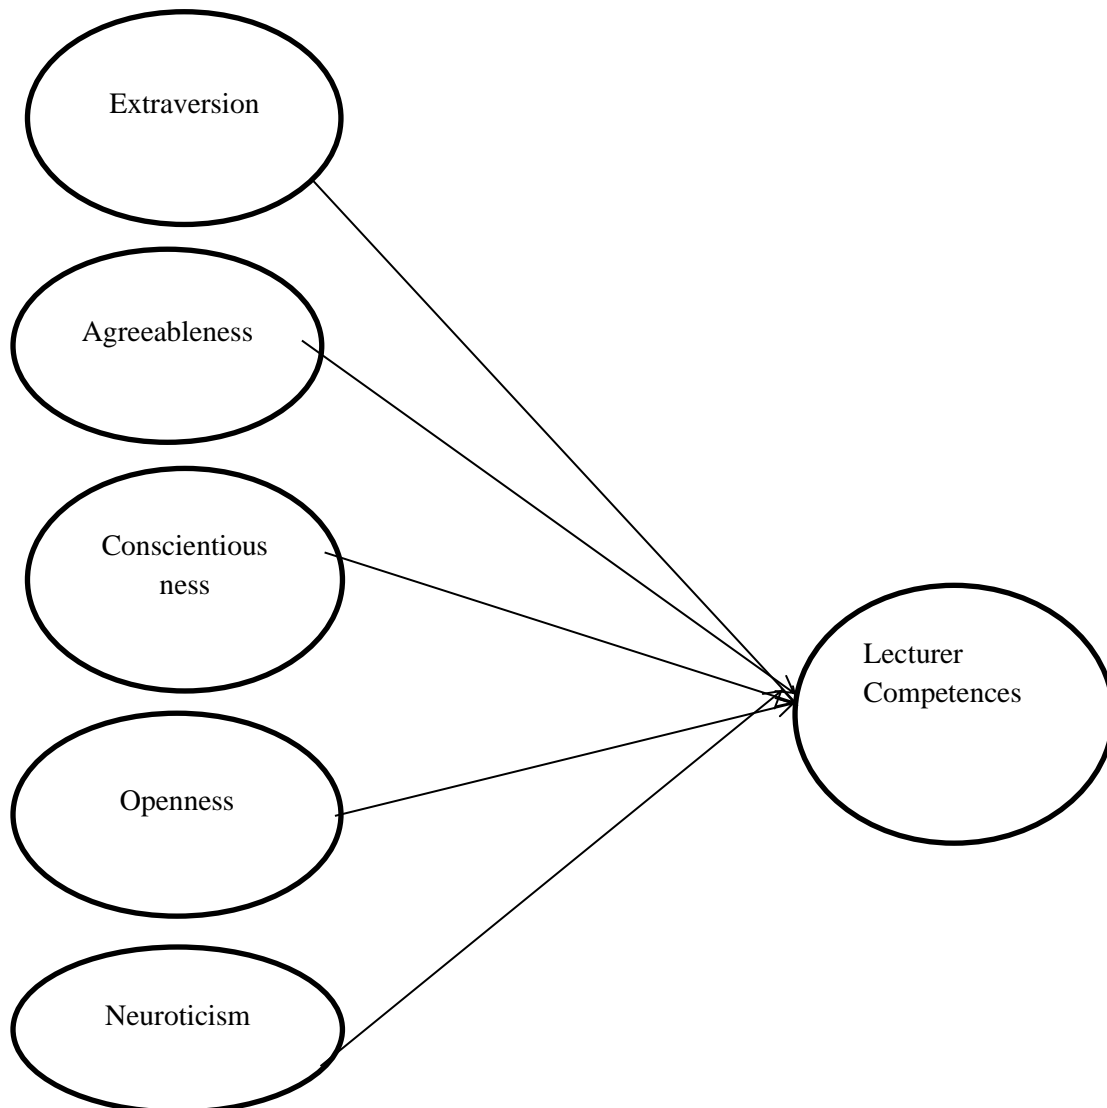 Extraversion
Agreeableness
Conscientious
ness
Lecturer
Competences
Openness
Neuroticism